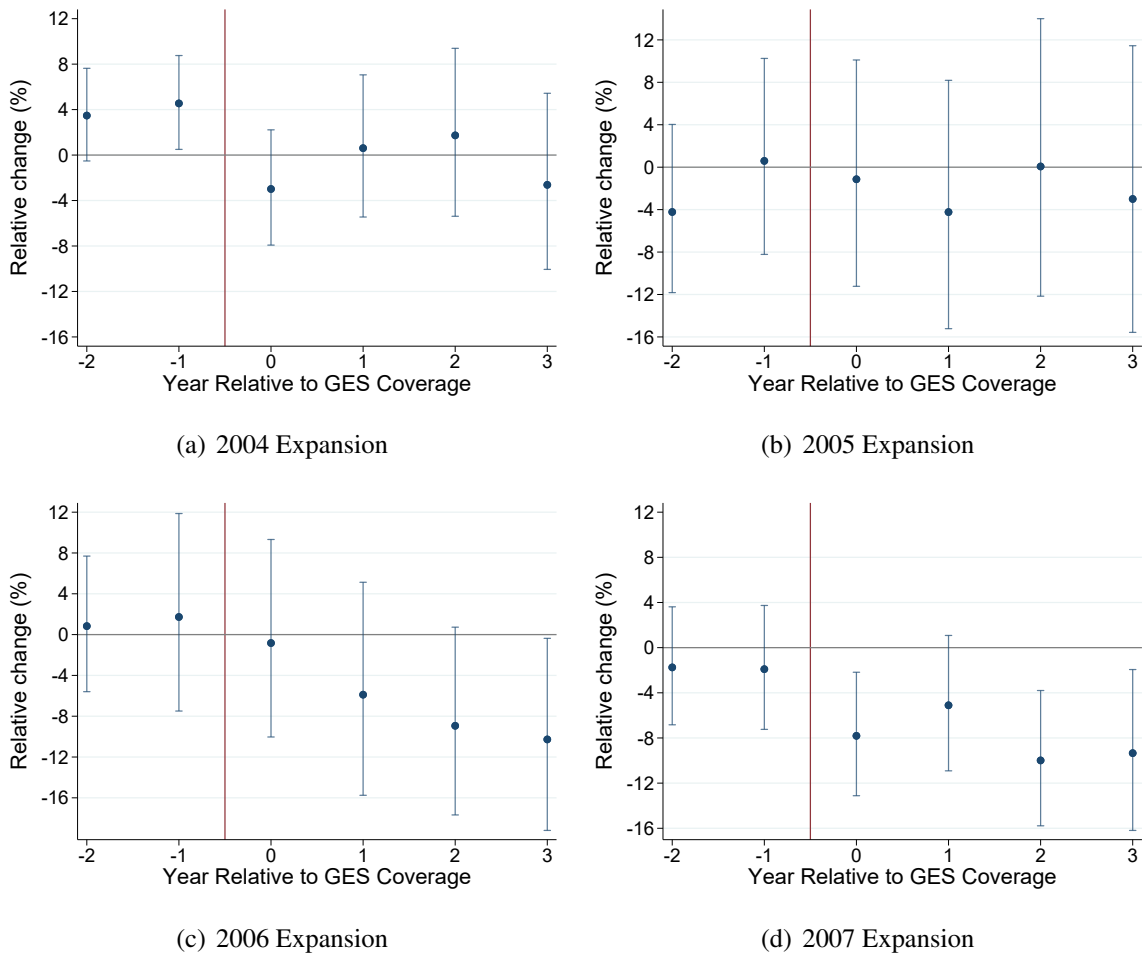 12
8
4
0
-4
-8
-12
-16
Relative change (%)
-2 -1 0 1 2 3
Year Relative to GES Coverage
(a) 2004 Expansion
12
8
4
0
-4
-8
-12
-16
Relative change (%)
-2 -1 0 1 2 3
Year Relative to GES Coverage
(b) 2005 Expansion
12
8
4
0
-4
-8
-12
-16
Relative change (%)
-2 -1 0 1 2 3
Year Relative to GES Coverage
(c) 2006 Expansion
12
8
4
0
-4
-8
-12
-16
Relative change (%)
-2 -1 0 1 2 3
Year Relative to GES Coverage
(d) 2007 Expansion